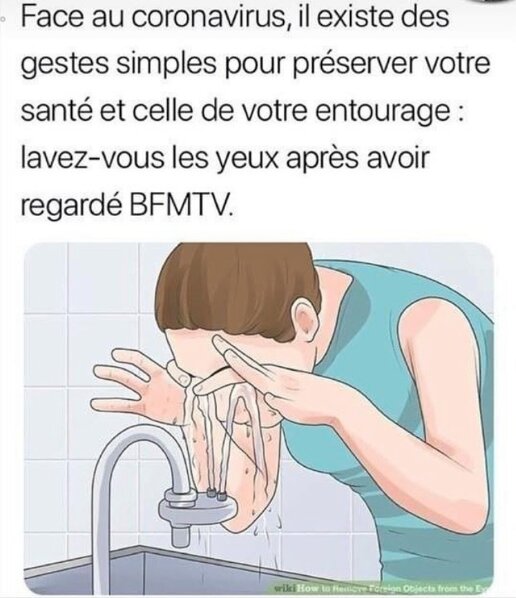 Face au coronavirus, il existe des
gestes simples pour préserver votre
santé et celle de votre entourage :
lavez-vous les yeux après avoir
regardé BFMTV.
wiki How to Remove Foreign Objects from the